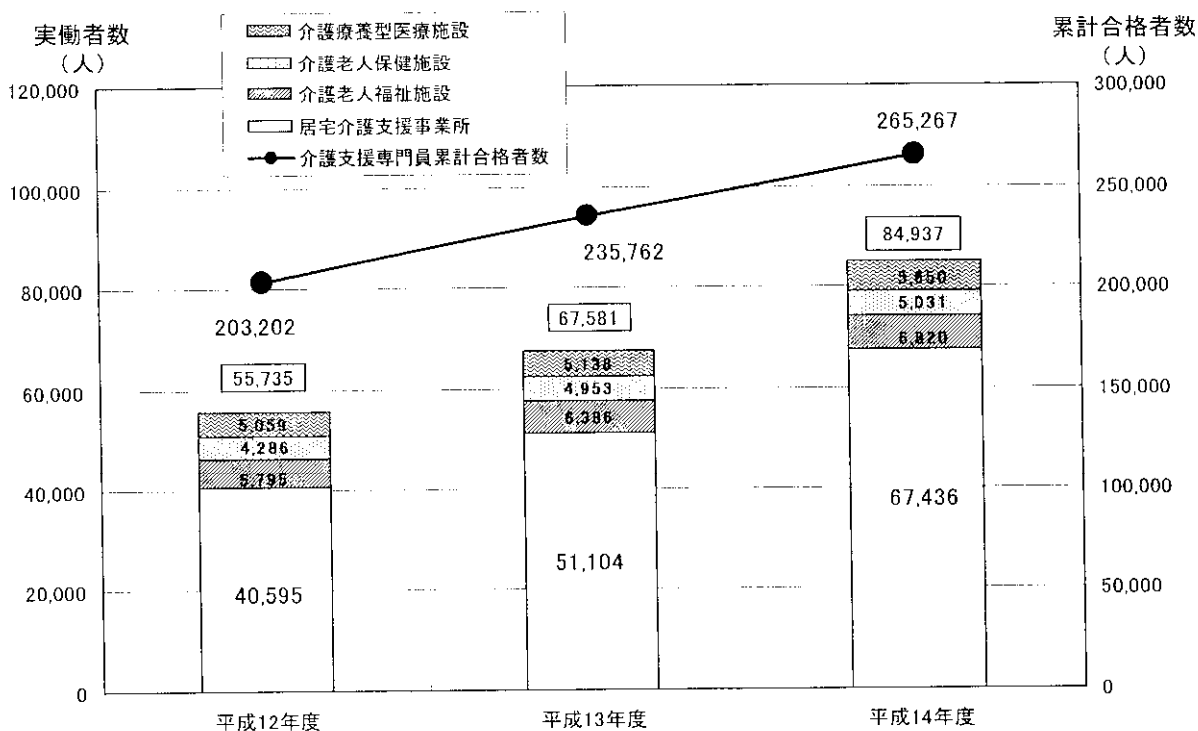 実働者数
（人）
累計合格者数
（人）
介護療養型医療施設
介護老人保健施設
介護老人福祉施設
居宅介護支援事業所
介護支援専門員累計合格者数
120,000
100,000
80,000
60,000
40,000
20,000
0
300,000
250,000
200,000
150,000
100,000
50,000
0
203,202
235,762
265,267
55,735
5,059
4,286
5,795
40,595
67,581
5,138
4,953
6,386
51,104
84,937
5,650
5,031
6,820
67,436
平成12年度
平成13年度
平成14年度